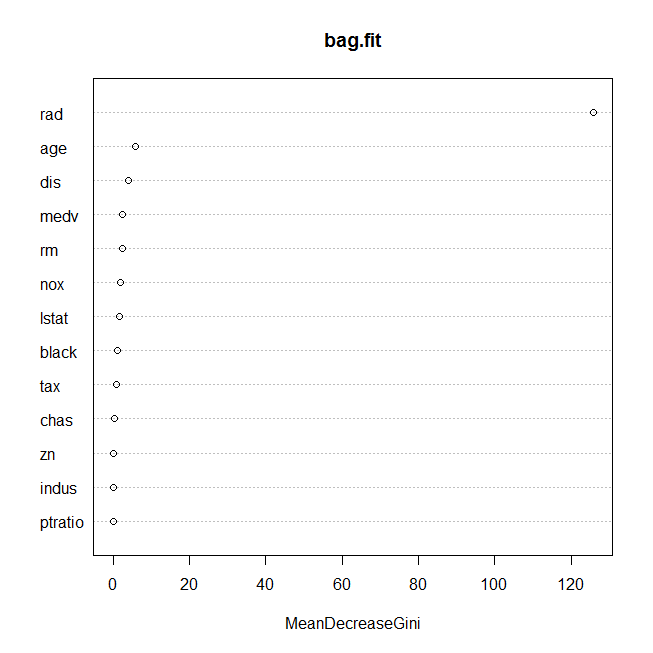 bag.fit
rad
age
dis
medv
rm
nox
lstat
black
tax
chas
zn
indus
ptratio
0 20 40 60 80 100 120
MeanDecreaseGini